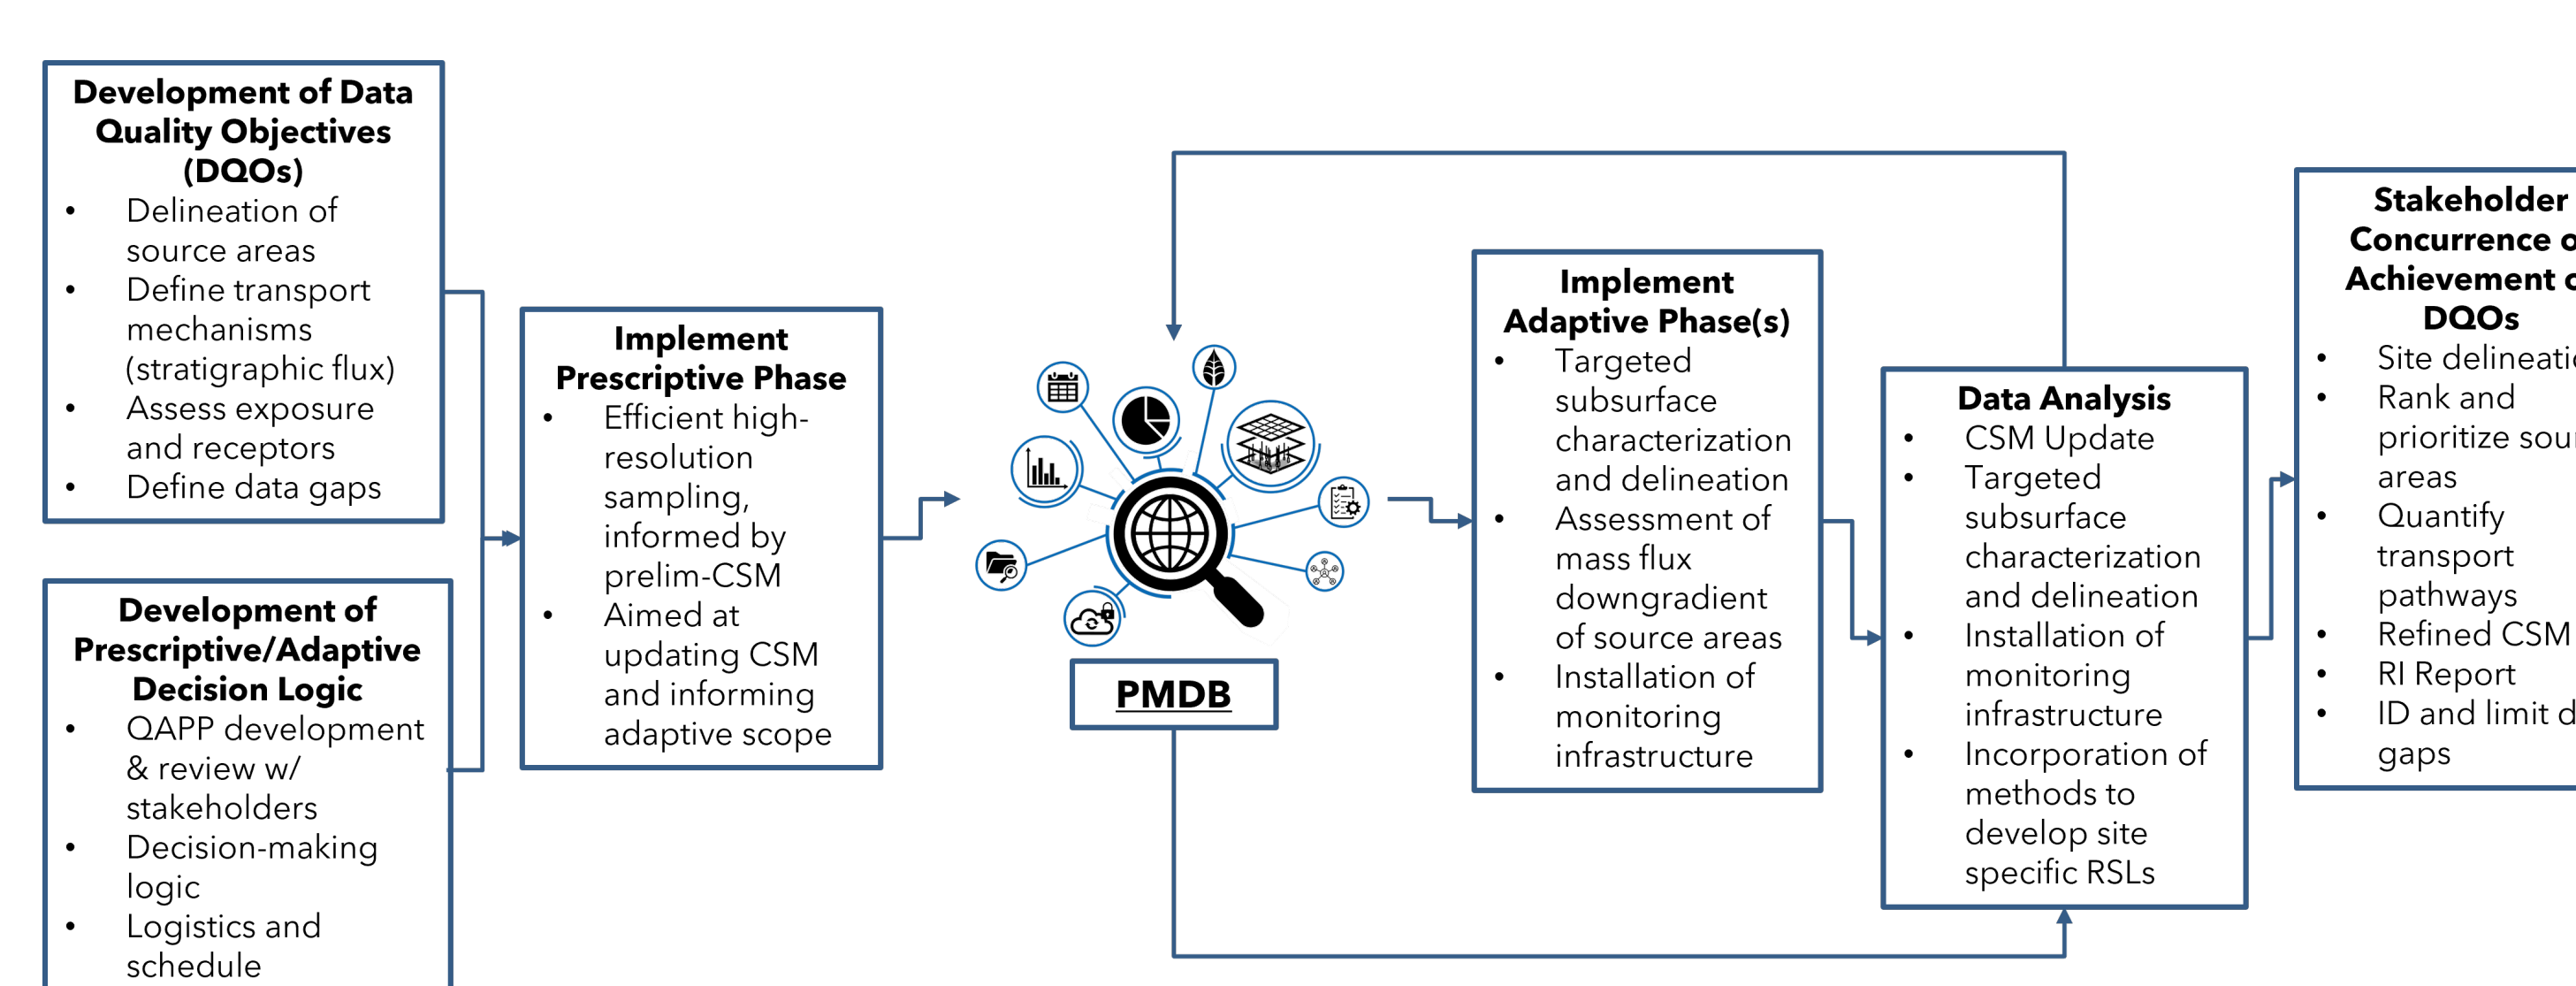 Development of Data
Quality Objectives
(DQOs)
• Delineation of
source areas
• Define transport
mechanisms
(stratigraphic flux)
• Assess exposure
and receptors
• Define data gaps
Development of
Prescriptive/Adaptive
Decision Logic
• QAPP development
& review w/
stakeholders
• Decision-making
logic
• Logistics and
schedule
Implement
Prescriptive Phase
• Efficient high-
resolution
sampling,
informed by
prelim-CSM
• Aimed at
updating CSM
and informing
adaptive scope
PMDB
Implement
Adaptive Phase(s)
• Targeted
subsurface
characterization
and delineation
• Assessment of
mass flux
downgradient
of source areas
• Installation of
monitoring
infrastructure
Data Analysis
• CSM Update
• Targeted
subsurface
characterization
and delineation
• Installation of
monitoring
infrastructure
• Incorporation of
methods to
develop site
specific RSLs
Stakeholder
Concurrence
Achievement
DQOs
• Site
• Rank and
prioritize
areas
• Quantify
transport
pathways
• Refined CSM
• RI Report
• ID and limit
gaps